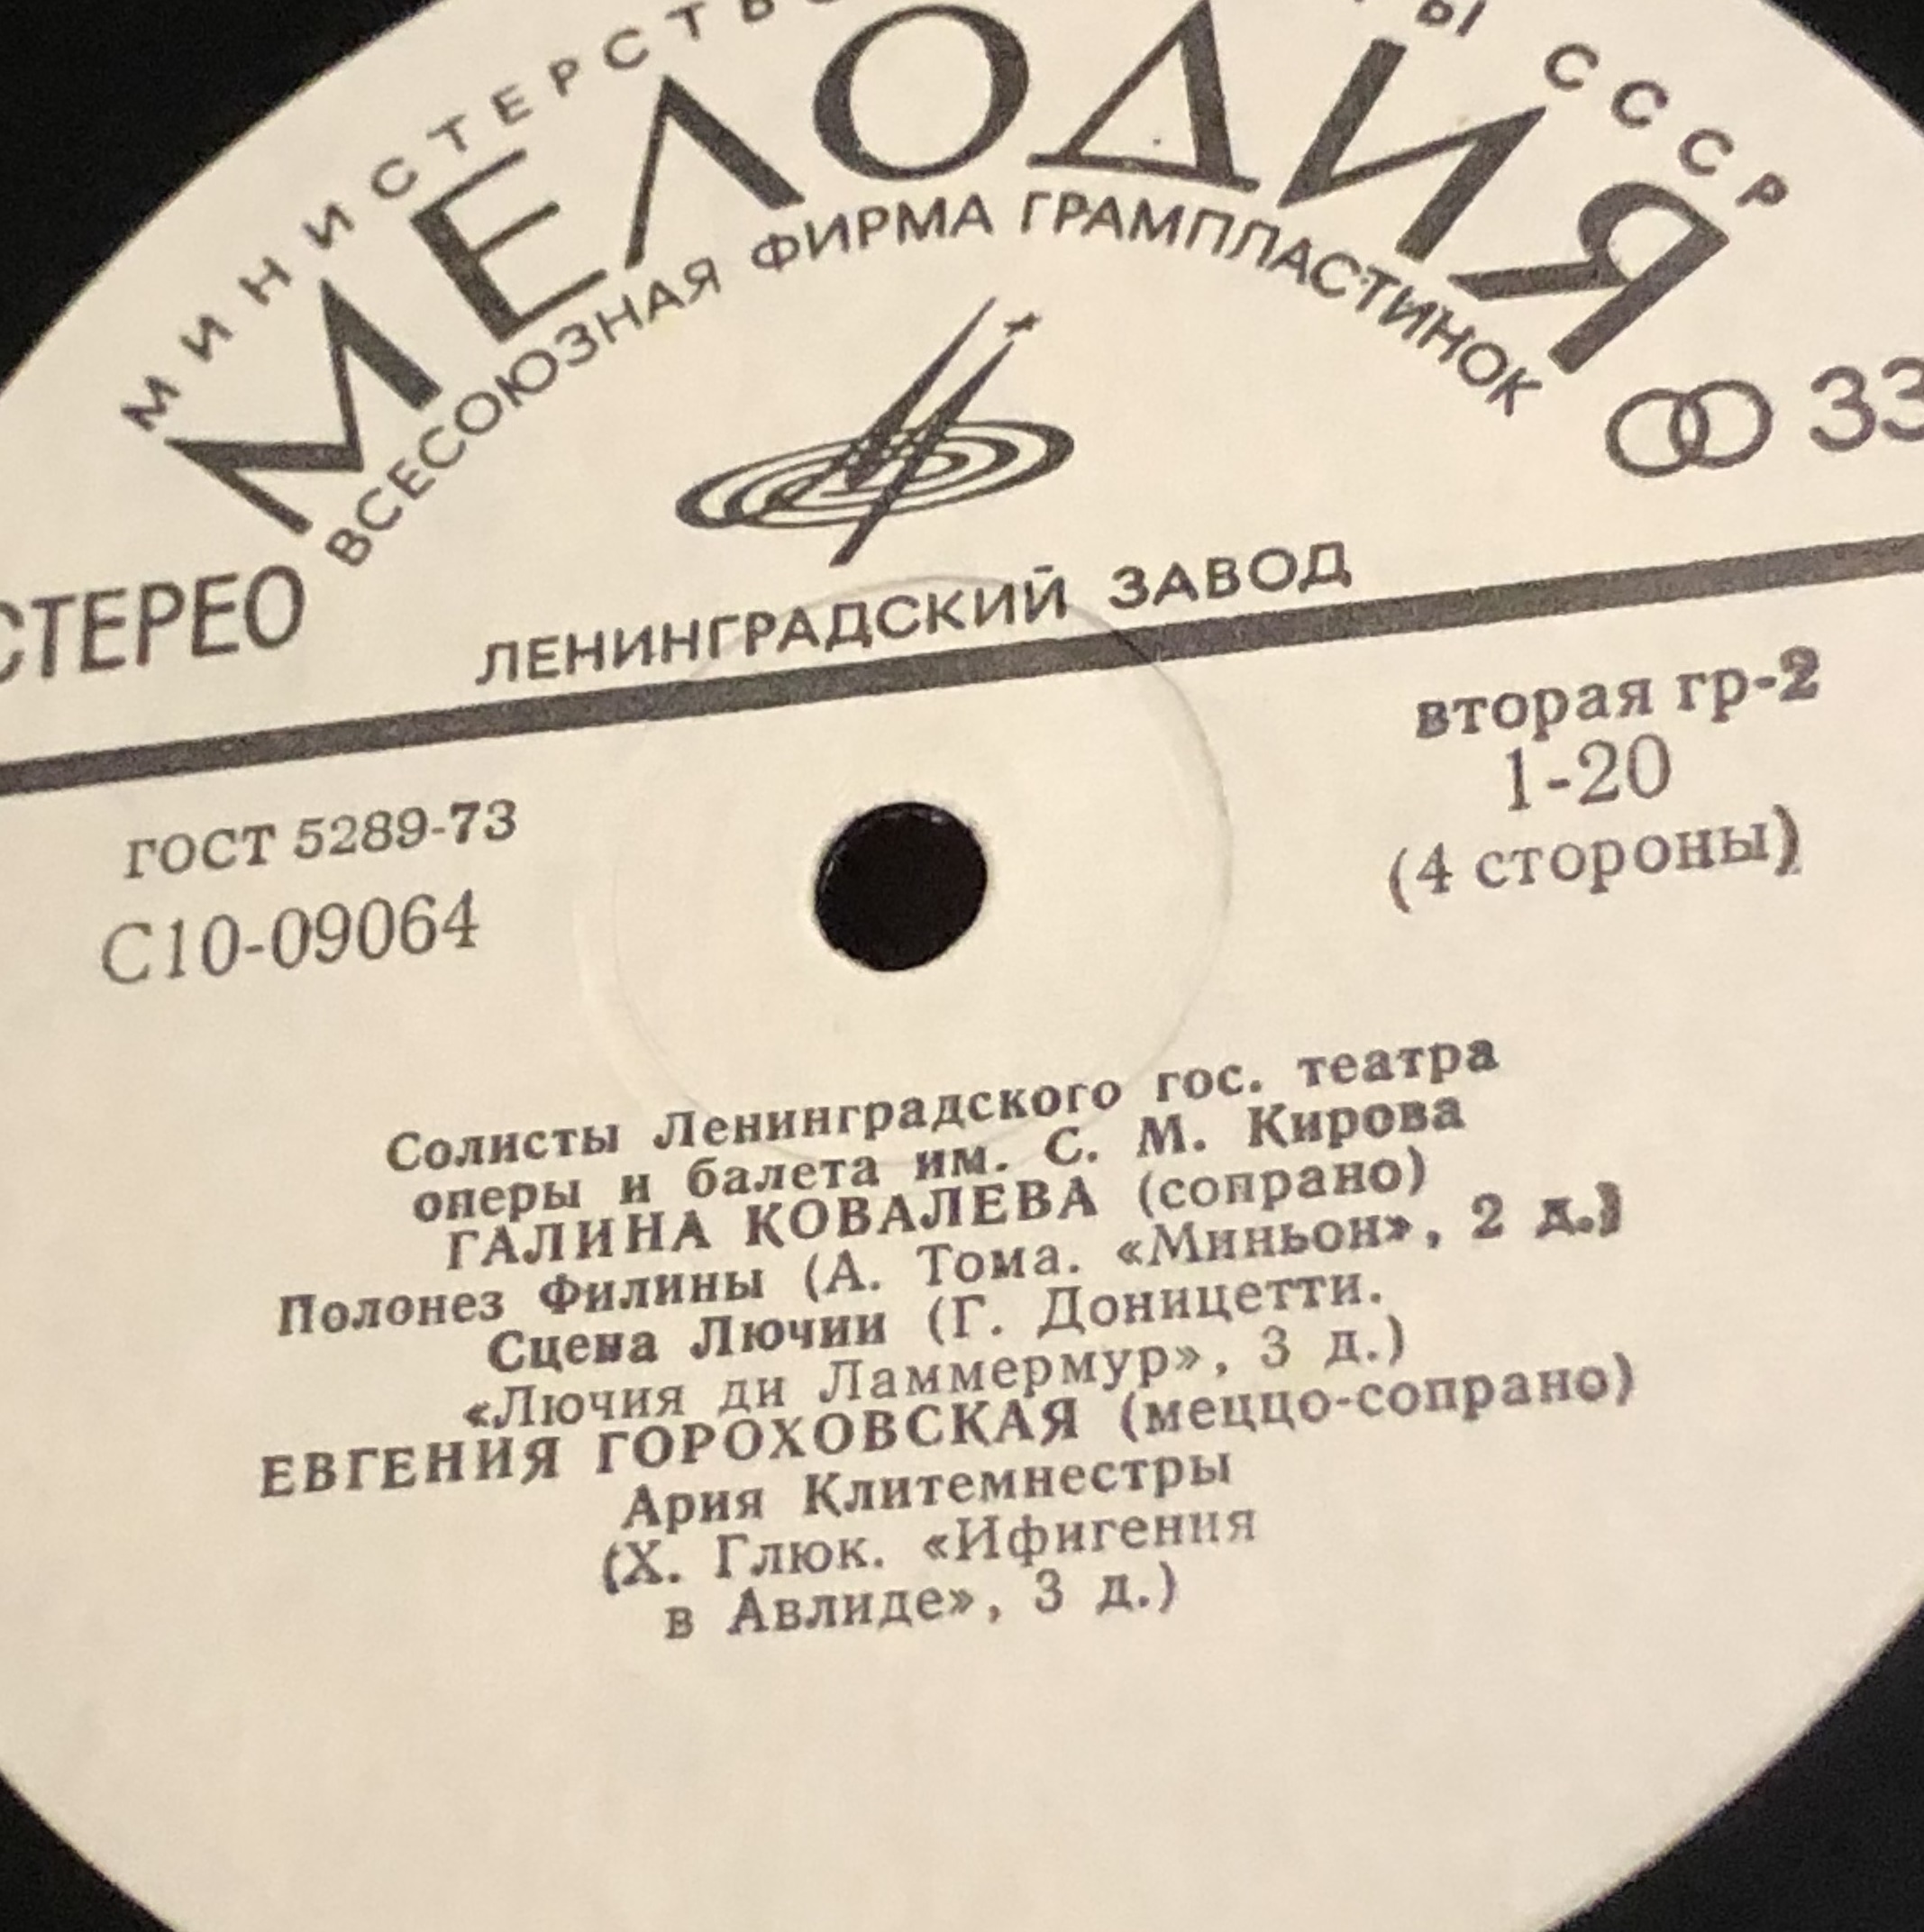 СССР
МЕЛОДИЯ
ВСЕСОЮЗНАЯ ФИРМА ГРАМПЛАСТИНОК
33
СТЕРЕО
ЛЕНИНГРАДСКИЙ ЗАВОД
вторая гр-2
1-20
(4 стороны)
ГОСТ 5289-73
С10-09064
Солисты Ленинградского гос. театра
оперы и балета им. С. М. Кирова
ГАЛИНА КОВАЛЕВА (сопрано)
Полонез Филины (А. Тома. «Миньон», 2 д.)
Сцена Лючии (Г. Доницетти.
«Лючия ди Ламмермур», 3 д.)
ЕВГЕНИЯ ГОРОХОВСКАЯ (меццо-сопрано)
Ария Клитемнестры
(Х. Глюк. «Ифигения
в Авлиде», 3 д.)